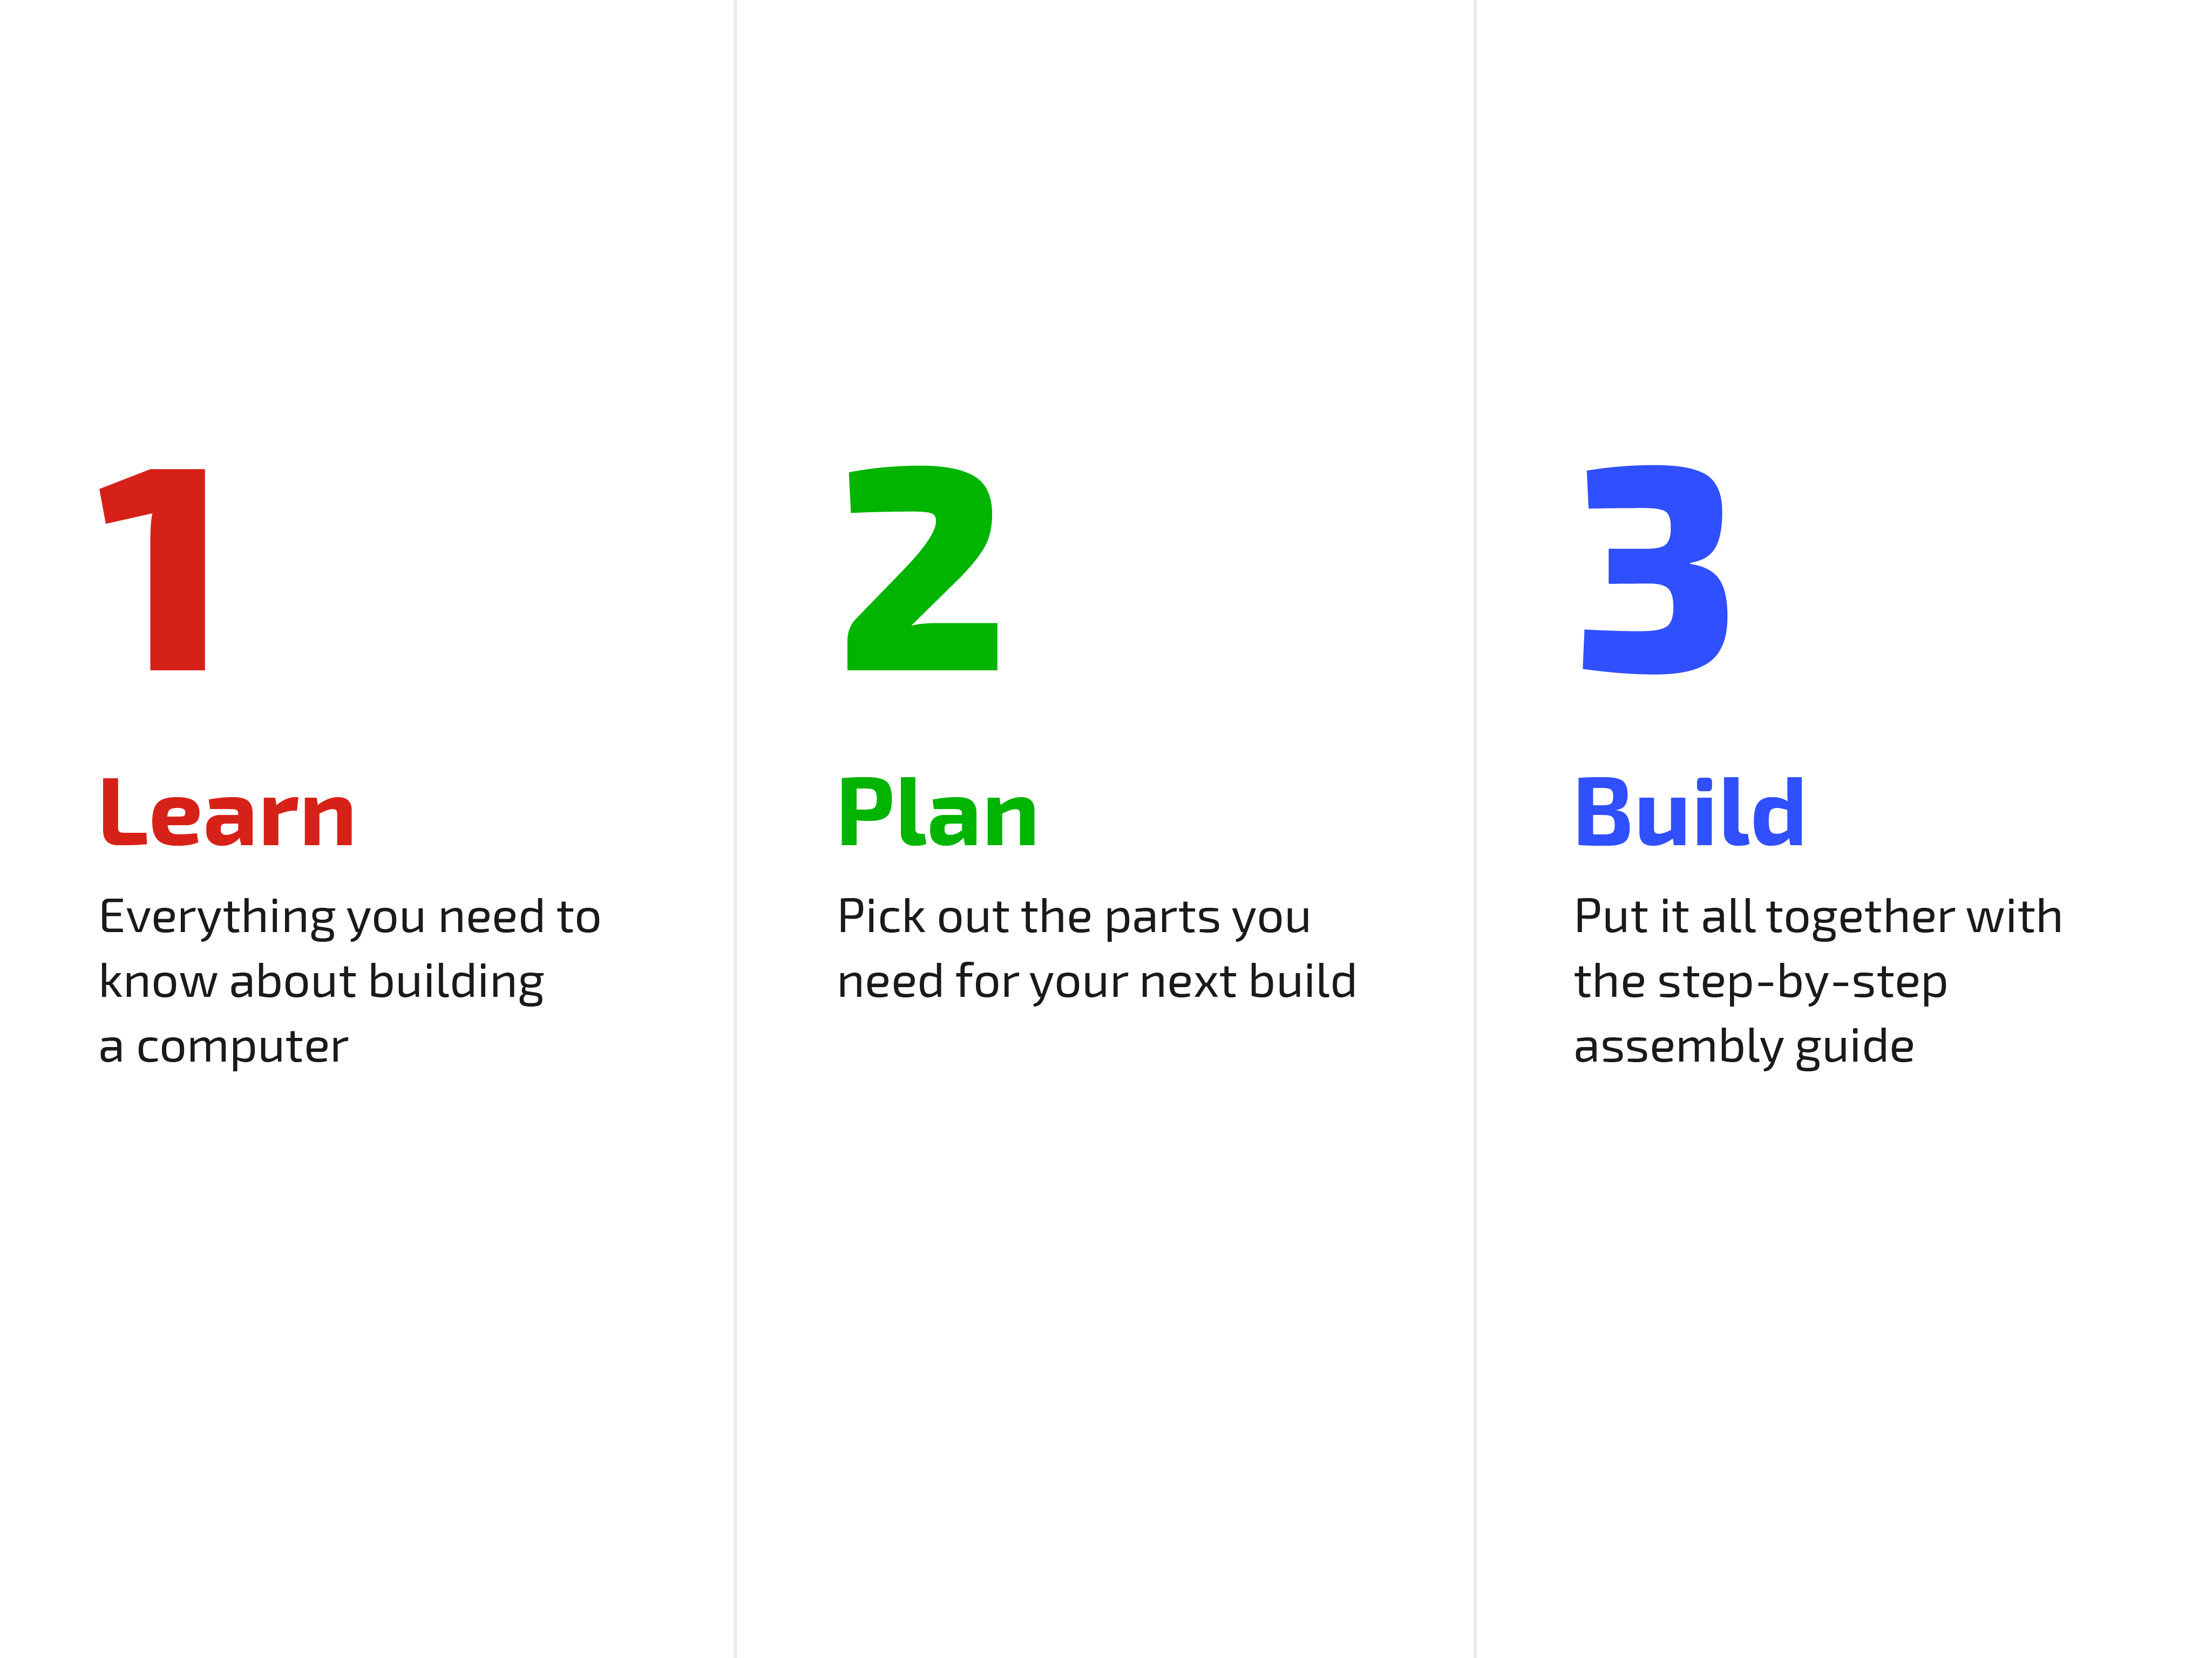 1
Learn
Everything you need to
know about building
a computer
2
Plan
Pick out the parts you
need for your next build
3
Build
Put it all together with
the step-by-step
assembly guide